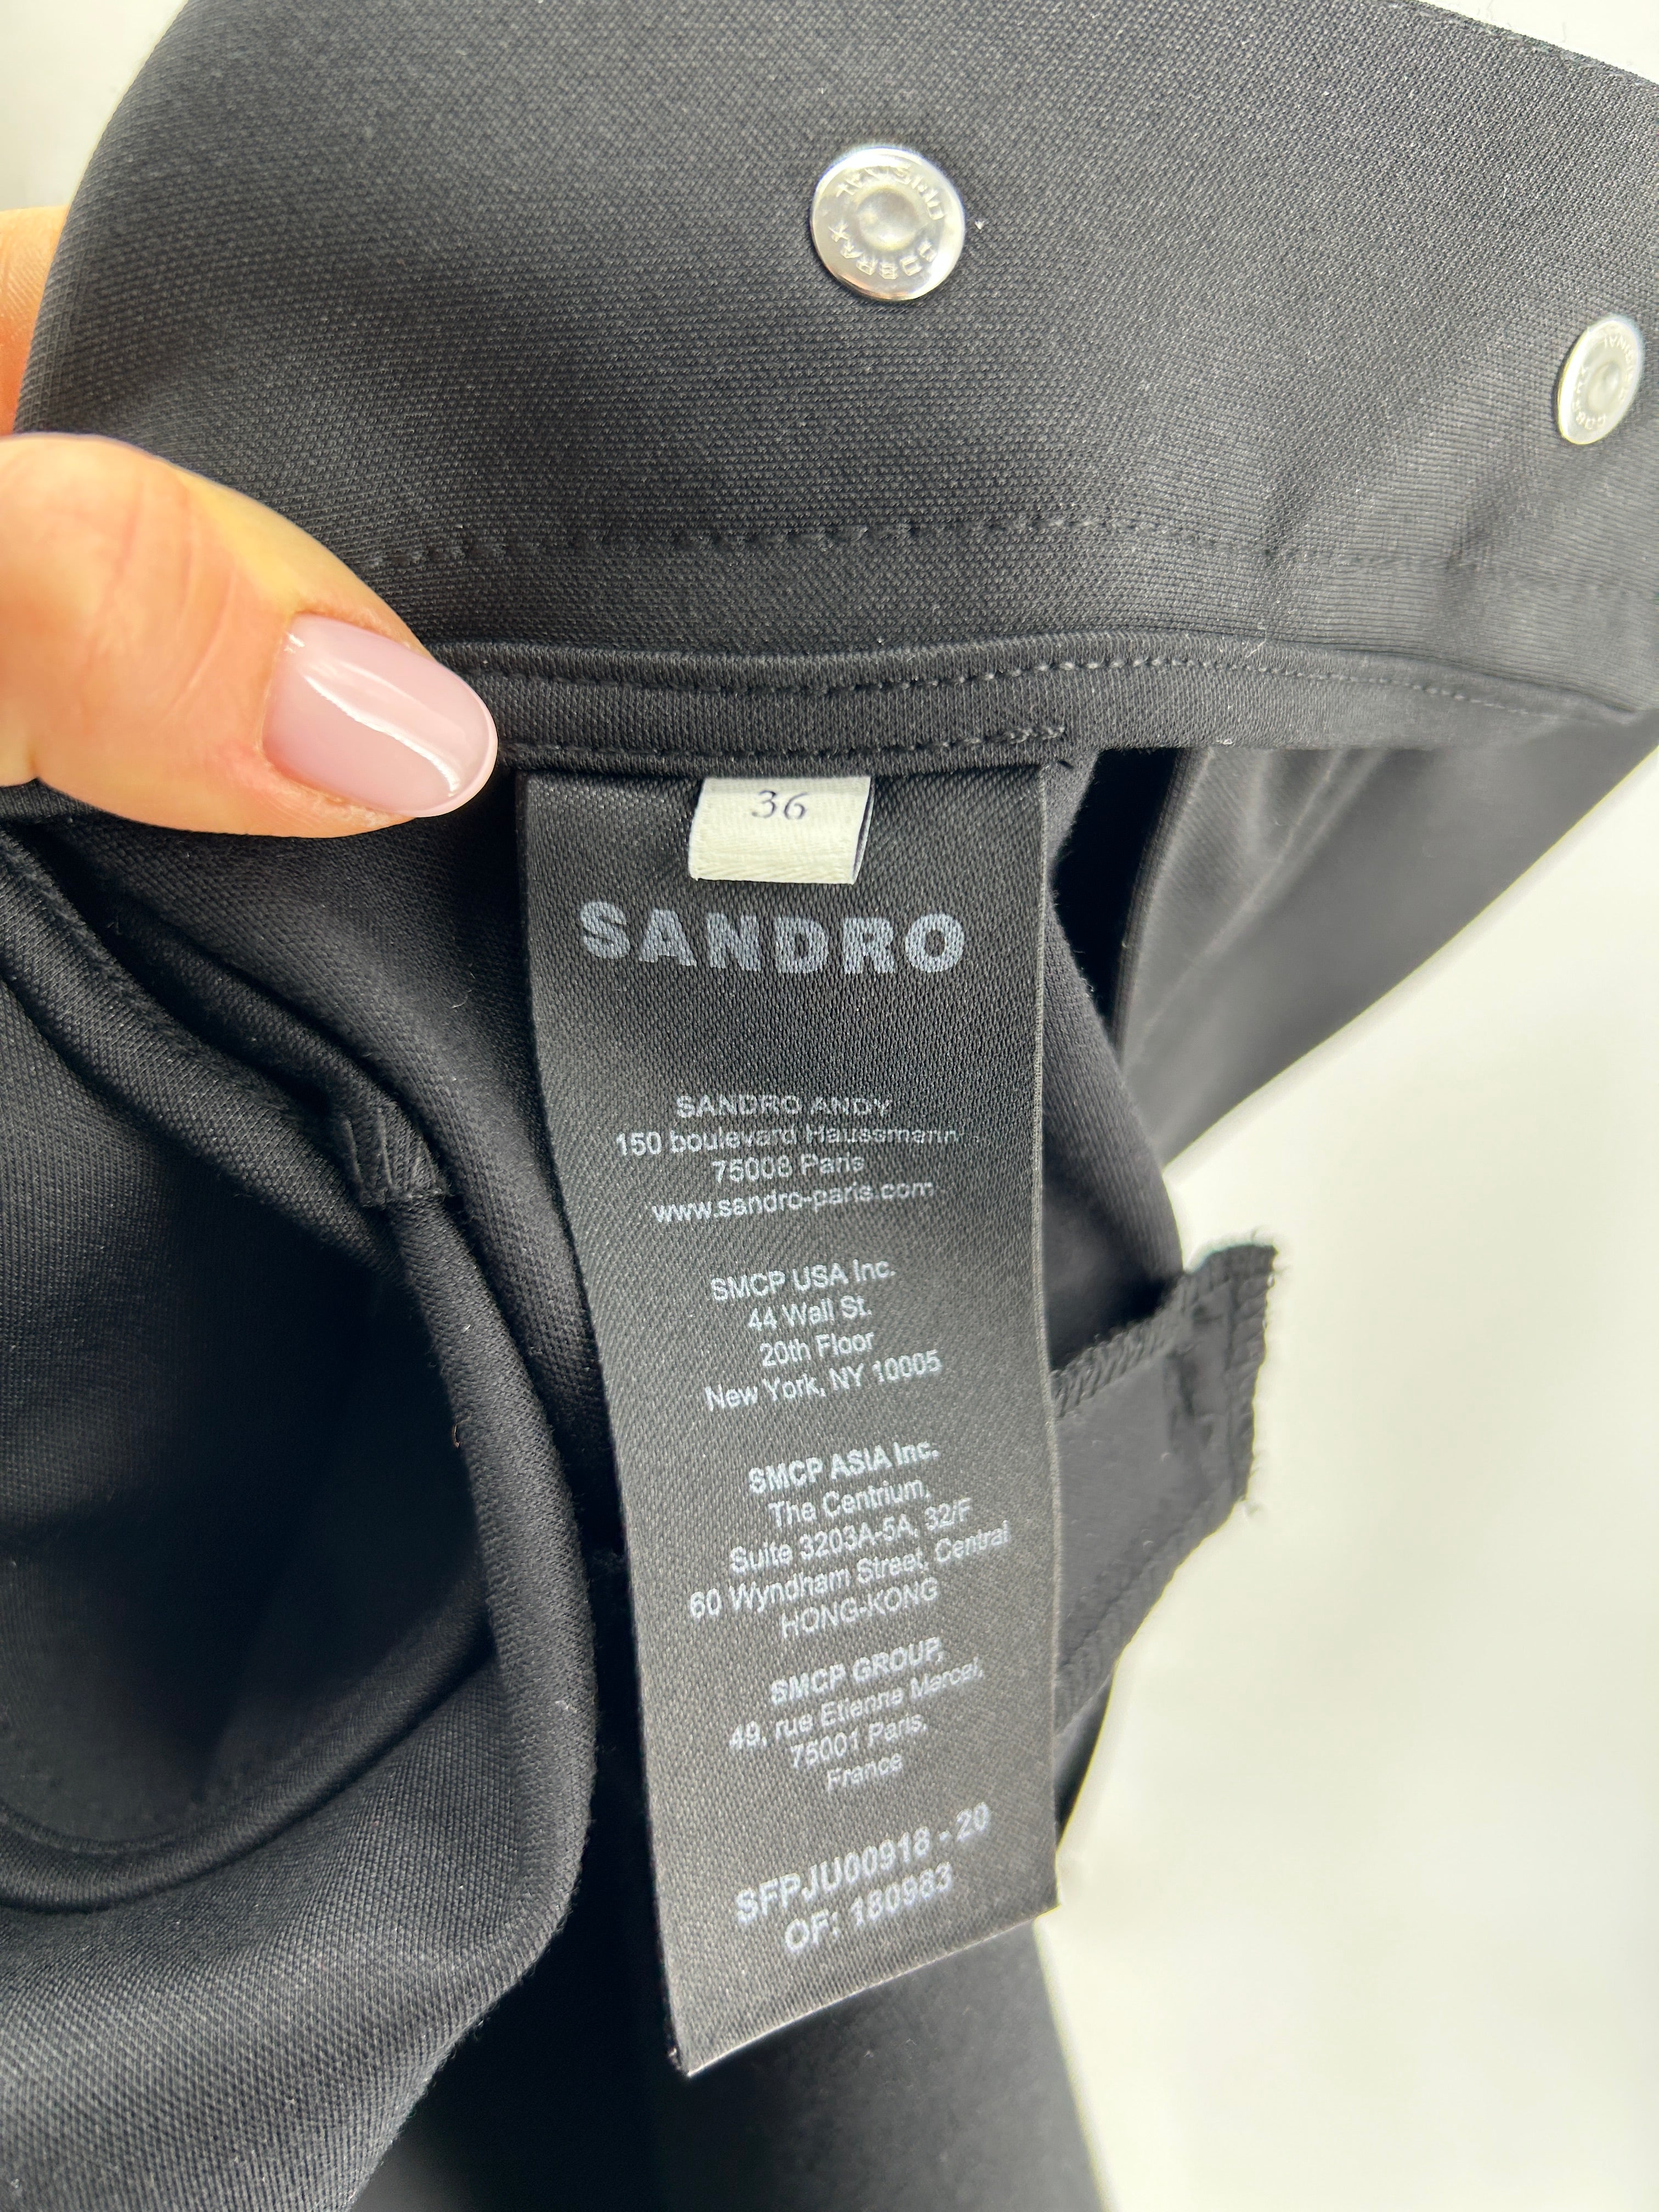 36
SANDRO
SANDRO ANDY
150 boulevard Haussmann
75008 Paris
www.sandro-paris.com
SMCP USA Inc.
44 Wall St.
20th Floor
New York, NY 10005
SMCP ASIA Inc.
The Centrium,
Suite 3203A-5A, 32/F
60 Wyndham Street, Central
HONG-KONG
SMCP GROUP,
49, rue Etienne Marcel,
75001 Paris,
France
SFPJU00918 - 20
OF: 180983